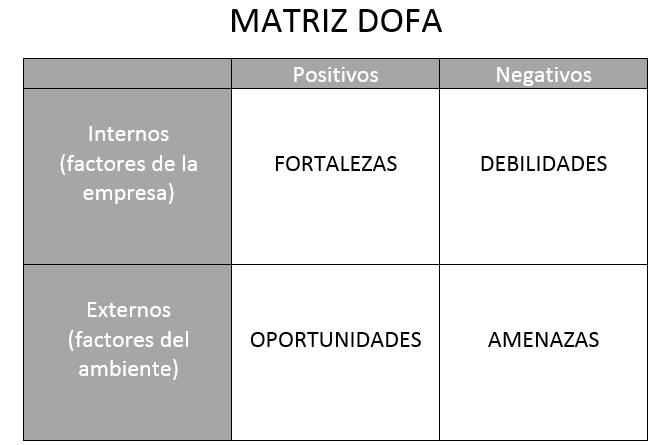 MATRIZ DOFA
Positivos
Negativos
Internos
(factores de la
empresa)
FORTALEZAS
DEBILIDADES
Externos
(factores del
ambiente)
OPORTUNIDADES
AMENAZAS